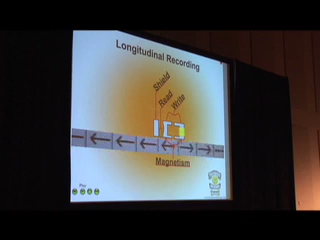 Longitudinal Recording
Shield
Read
Write
Magnetism